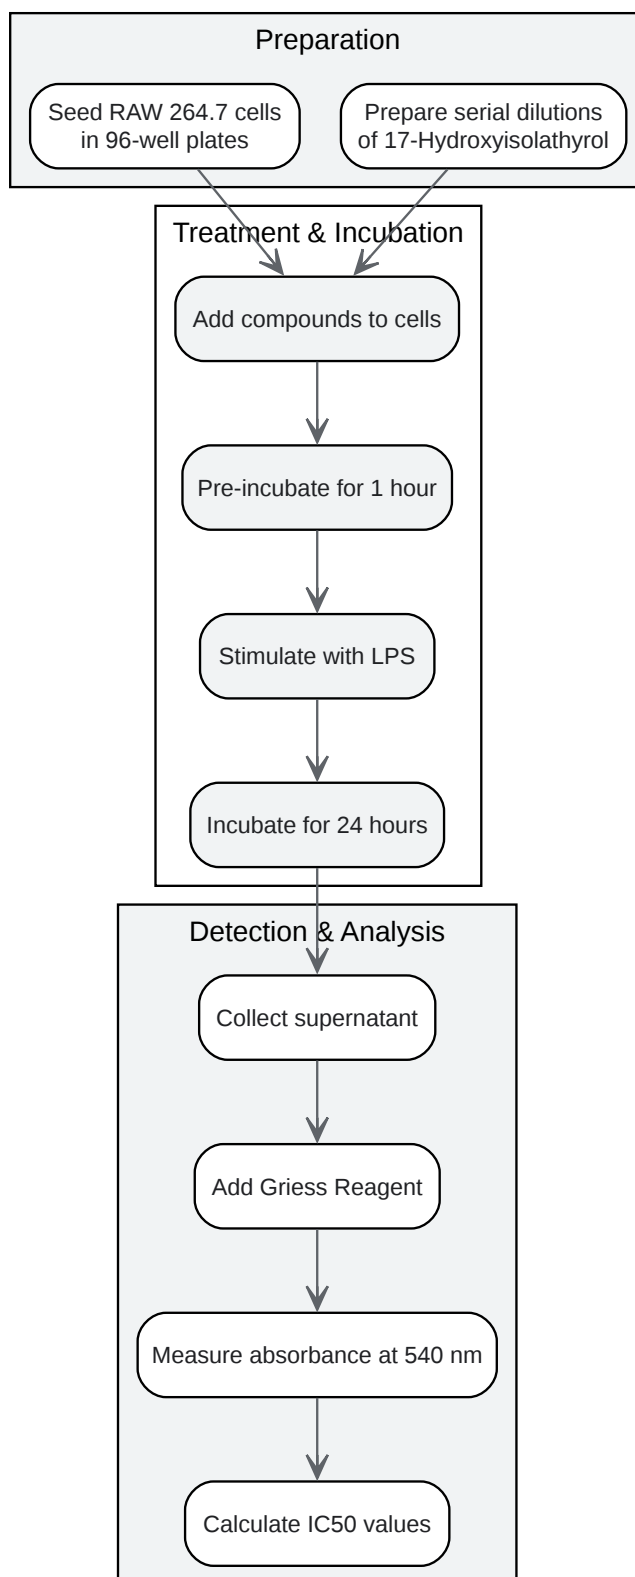 Preparation
Seed RAW 264.7 cells
in 96-well plates
Prepare serial dilutions
of 17-Hydroxyisolathyrol
Treatment & Incubation
Add compounds to cells
Pre-incubate for 1 hour
Stimulate with LPS
Incubate for 24 hours
Detection & Analysis
Collect supernatant
Add Griess Reagent
Measure absorbance at 540 nm
Calculate IC50 values